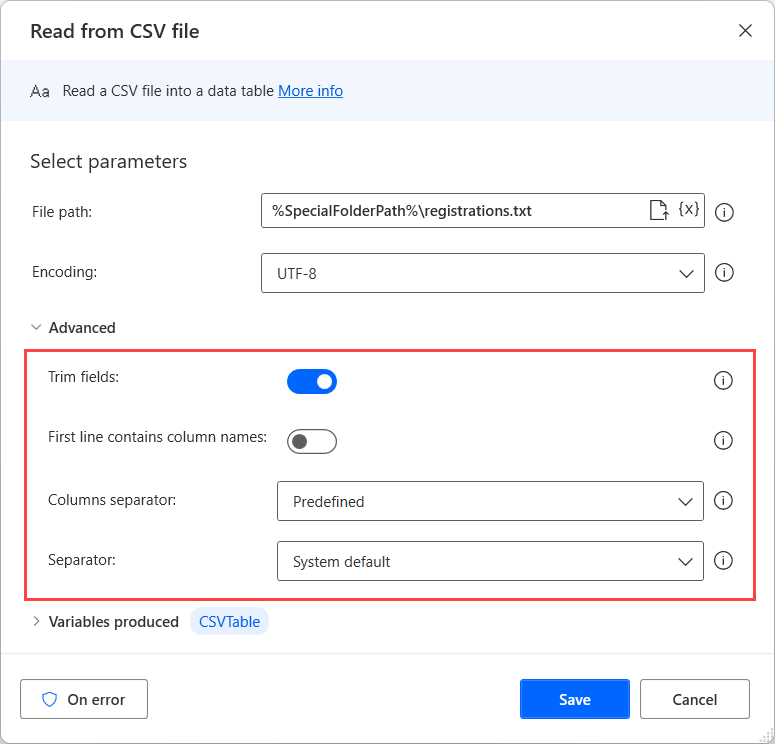 Read from CSV file
Aa Read a CSV file into a data table More info
Select parameters
File path: %SpecialFolderPath%\registrations.txt {x}
Encoding: UTF-8
Advanced
Trim fields:
First line contains column names:
Columns separator: Predefined
Separator: System default
Variables produced CSVTable
On error Save Cancel